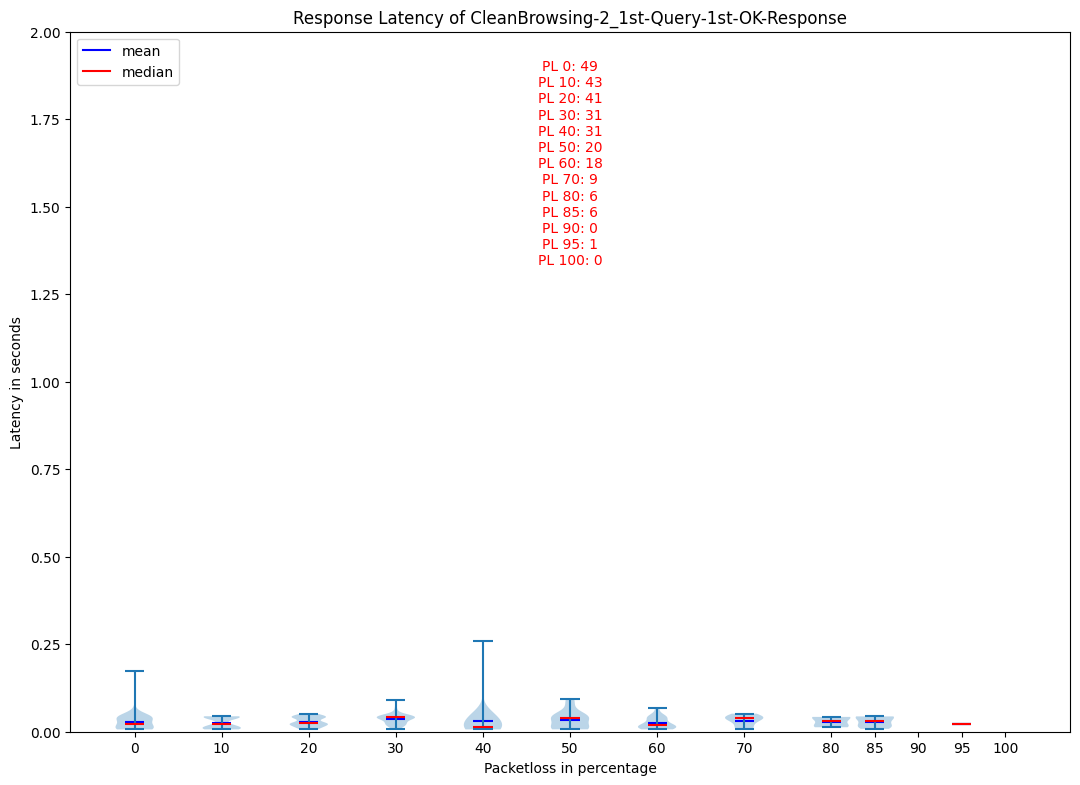 Response Latency of CleanBrowsing-2_1st-Query-1st-OK-Response
mean
median
PL 0: 49
PL 10: 43
PL 20: 41
PL 30: 31
PL 40: 31
PL 50: 20
PL 60: 18
PL 70: 9
PL 80: 6
PL 85: 6
PL 90: 0
PL 95: 1
PL 100: 0
Latency in seconds
2.00
1.75
1.50
1.25
1.00
0.75
0.50
0.25
0.00
0 10 20 30 40 50 60 70 80 85 90 95 100
Packetloss in percentage